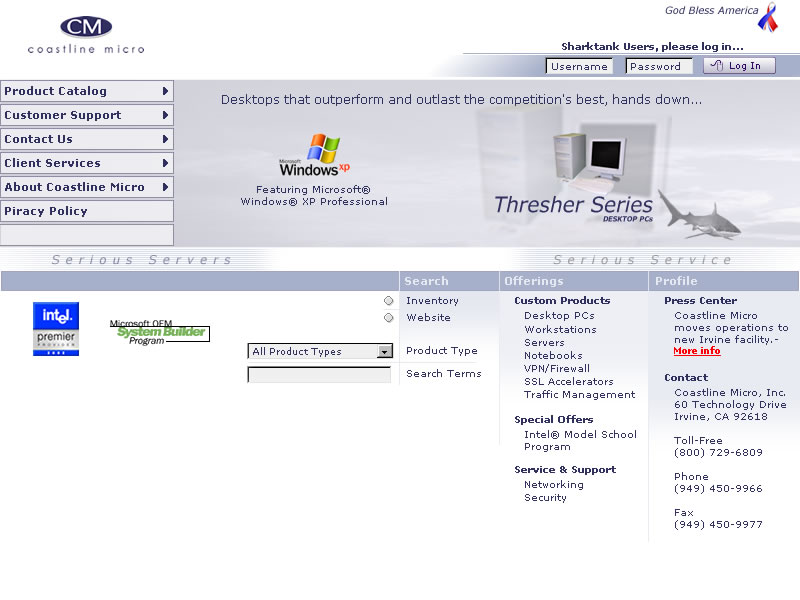 God Bless America
CM
coastline micro
Sharktank Users, please log in...
Username
Password
Log In
Product Catalog
Customer Support
Contact Us
Client Services
About Coastline Micro
Piracy Policy
Desktops that outperform and outlast the competition's best, hands down...
Microsoft
Windows xp
Featuring Microsoft®
Windows® XP Professional
Thresher Series
DESKTOP PCs
Serious Servers
Serious Service
Search
Inventory
Website
All Product Types
Product Type
Search Terms
intel.
premier
PROVIDER
Microsoft OEM
System Builder
Program
Offerings
Custom Products
Desktop PCs
Workstations
Servers
Notebooks
VPN/Firewall
SSL Accelerators
Traffic Management
Special Offers
Intel® Model School
Program
Service & Support
Networking
Security
Profile
Press Center
Coastline Micro
moves operations to
new Irvine facility.-
More info
Contact
Coastline Micro, Inc.
60 Technology Drive
Irvine, CA 92618
Toll-Free
(800) 729-6809
Phone
(949) 450-9966
Fax
(949) 450-9977